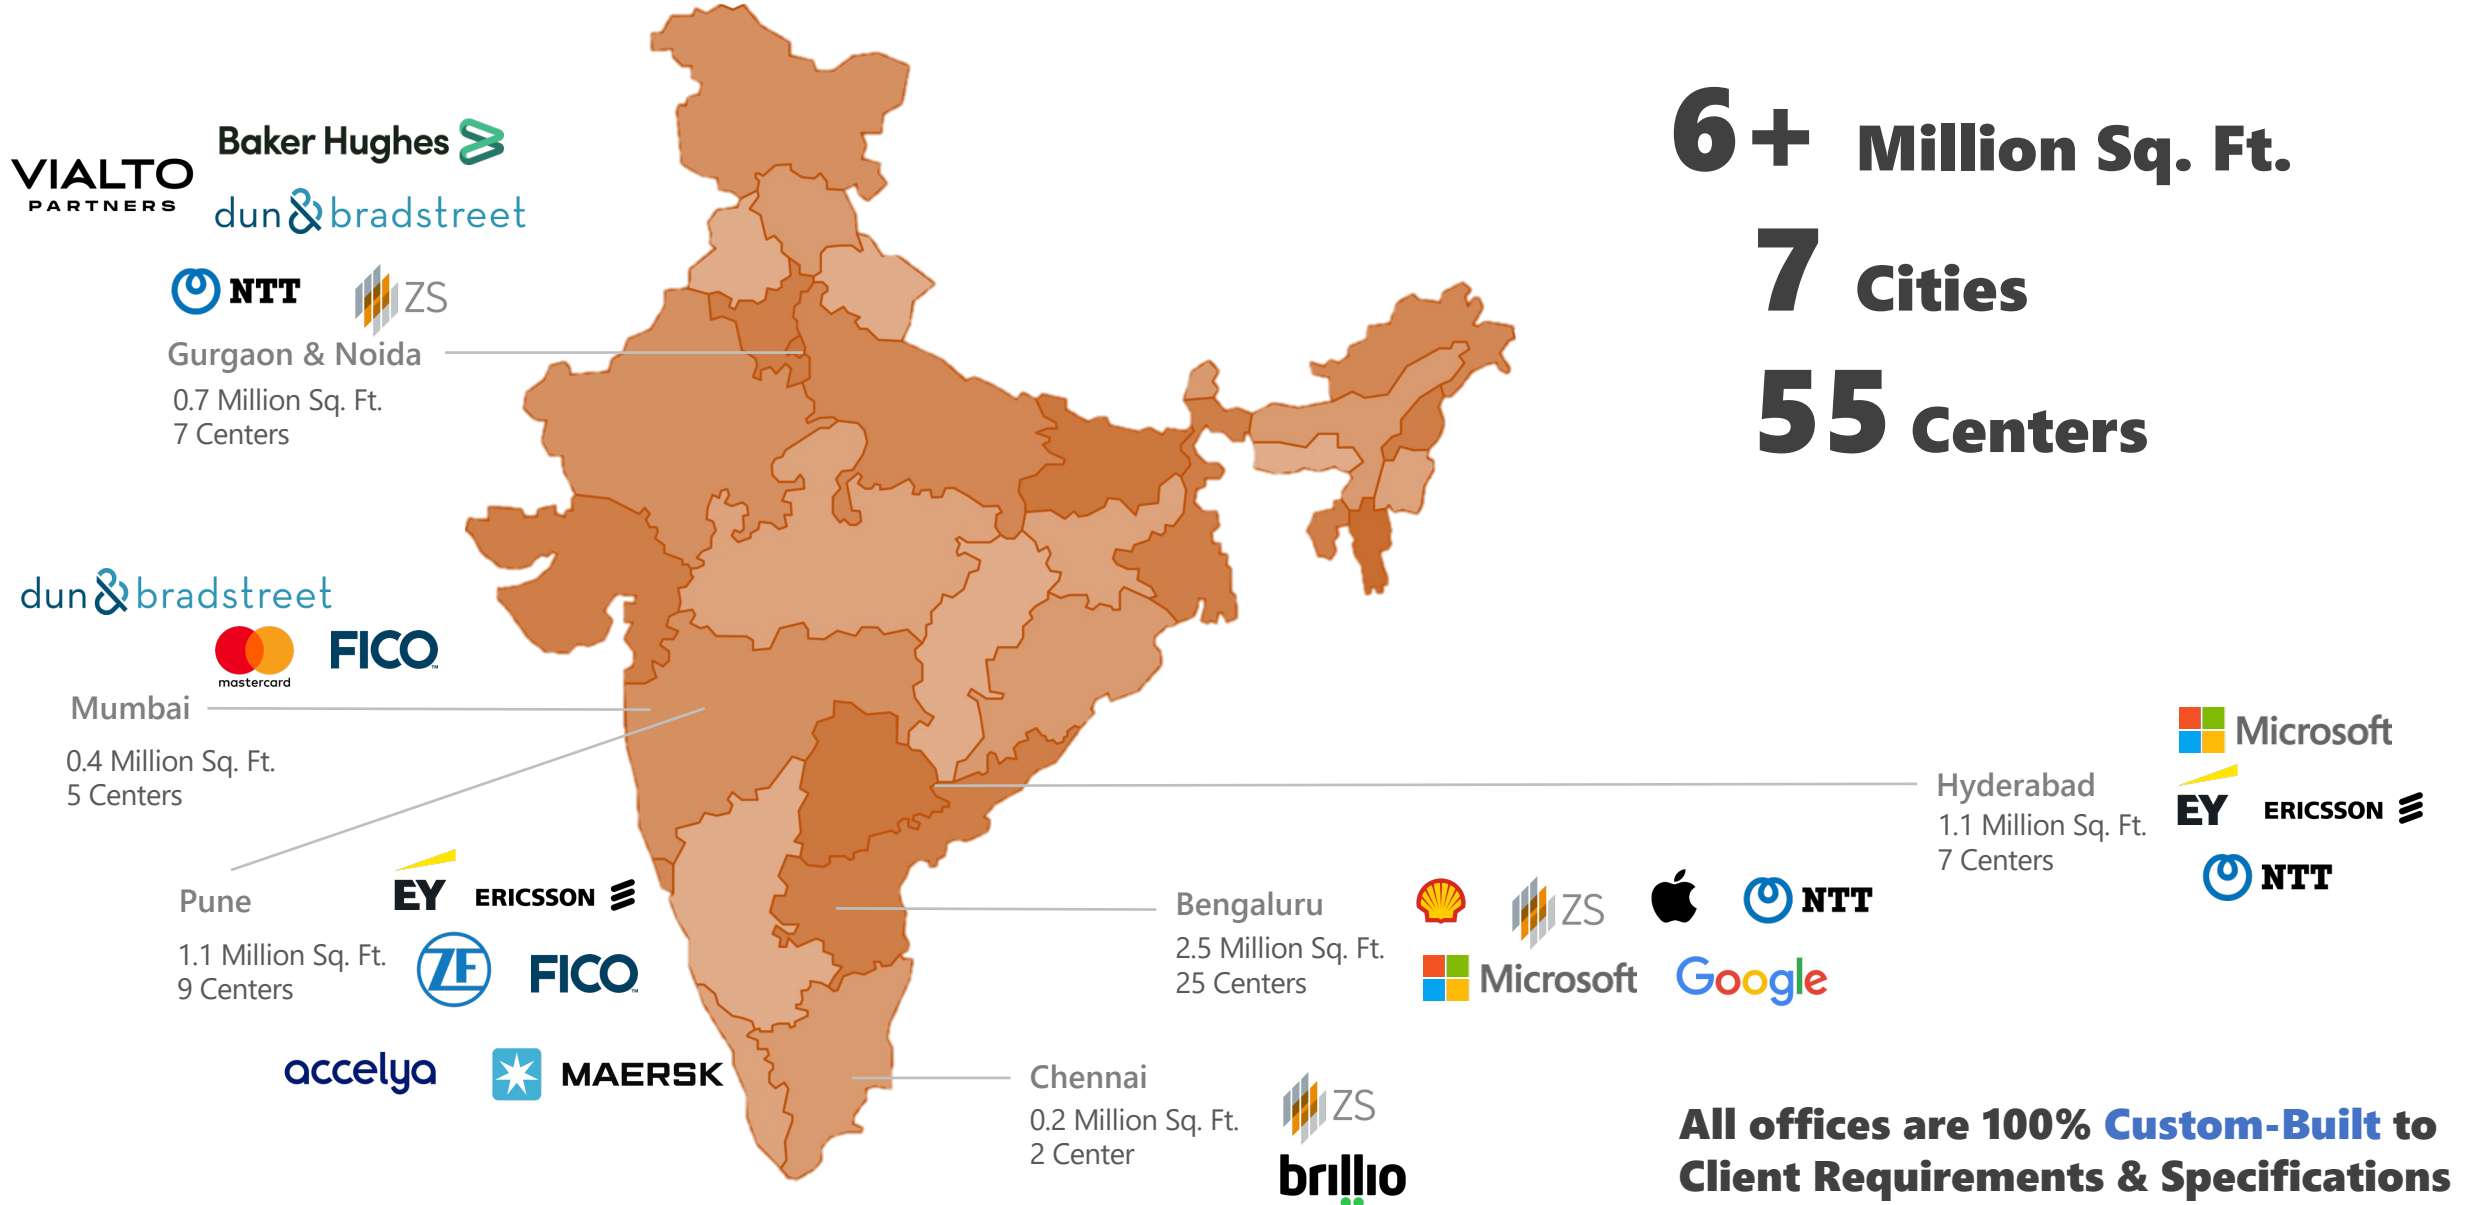 VIALTO
PARTNERS
Baker Hughes
dun & bradstreet
NTT
ZS
Gurgaon & Noida
0.7 Million Sq. Ft.
7 Centers
6+ Million Sq. Ft.
7 Cities
55 Centers
dun & bradstreet
mastercard
FICO™
Mumbai
0.4 Million Sq. Ft.
5 Centers
Pune
1.1 Million Sq. Ft.
9 Centers
EY
ERICSSON
ZF
FICO™
accelya
MAERSK
Microsoft
Hyderabad
1.1 Million Sq. Ft.
7 Centers
EY
ERICSSON
NTT
Bengaluru
2.5 Million Sq. Ft.
25 Centers
ZS
NTT
Microsoft
Google
Chennai
0.2 Million Sq. Ft.
2 Center
ZS
brillio
All offices are 100% Custom-Built to
Client Requirements & Specifications